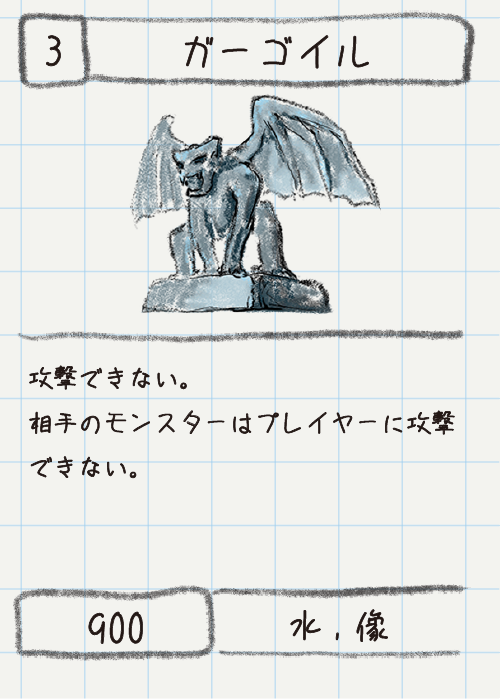 3
ガーゴイル
攻撃できない。
相手のモンスターはプレイヤーに攻撃
できない。
900
水,像